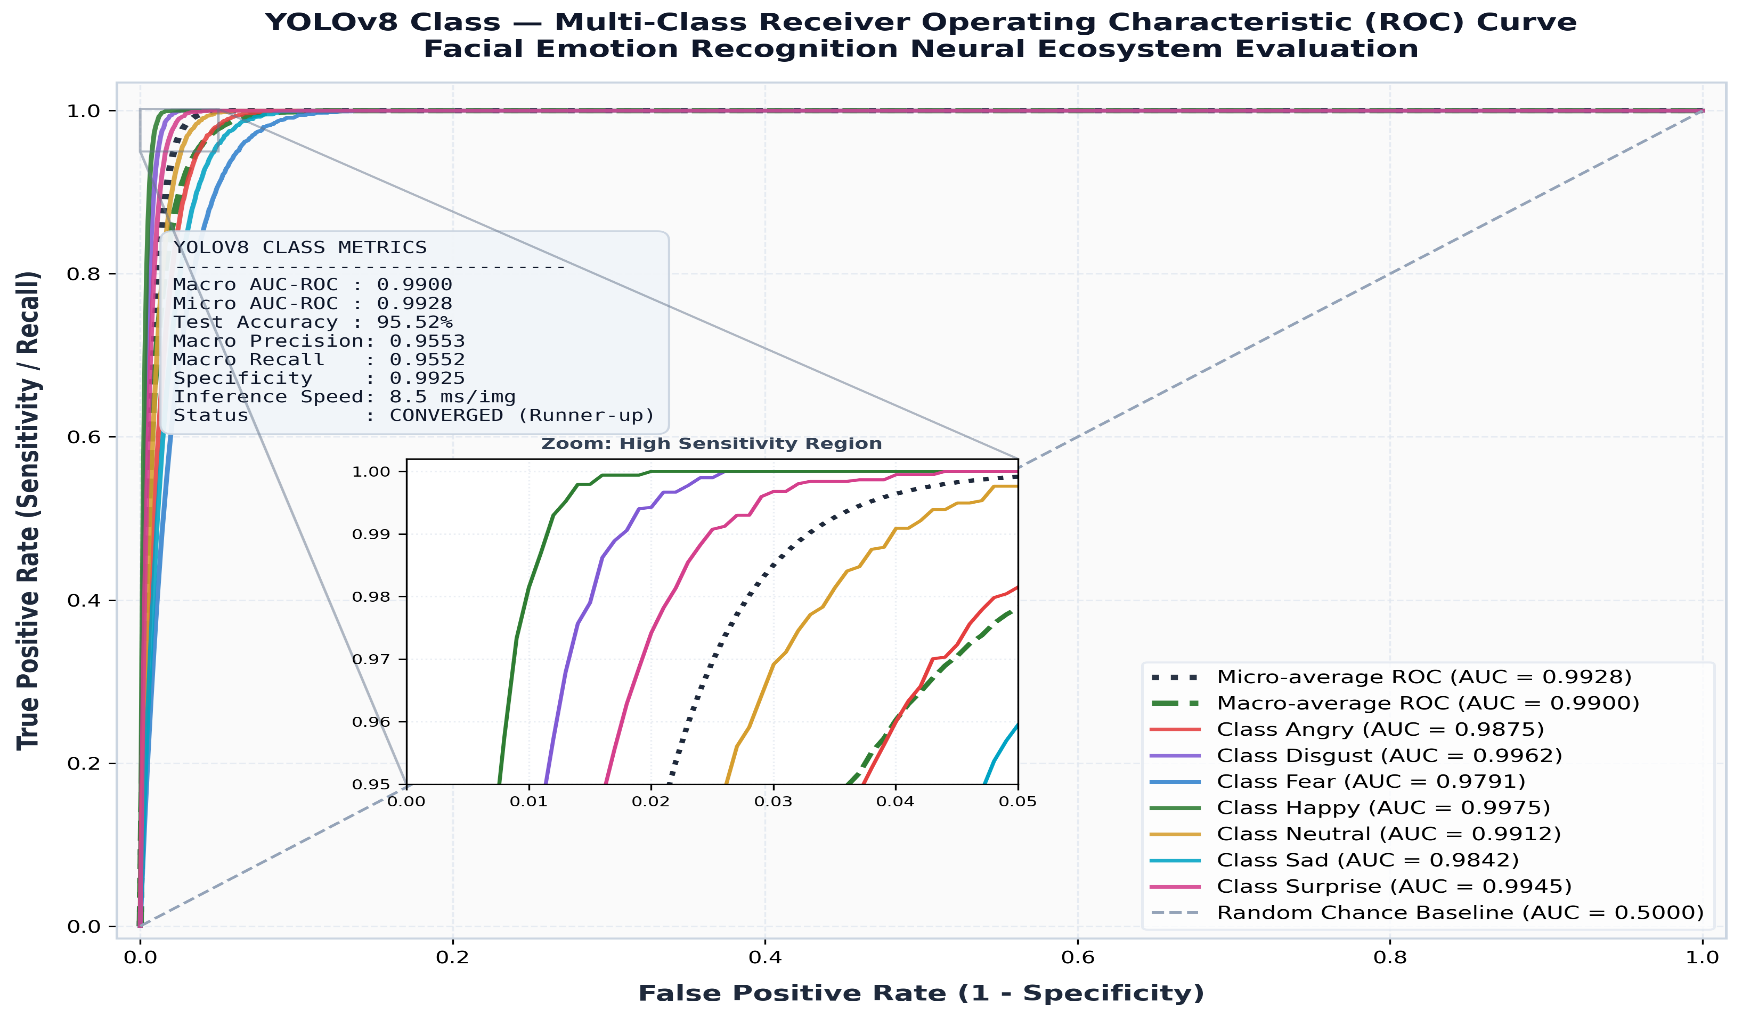 YOLOv8 Class — Multi-Class Receiver Operating Characteristic (ROC) Curve
Facial Emotion Recognition Neural Ecosystem Evaluation
True Positive Rate (Sensitivity / Recall)
1.0
0.8
0.6
0.4
0.2
0.0
YOLOV8 CLASS METRICS
-------------------------------
Macro AUC-ROC : 0.9900
Micro AUC-ROC : 0.9928
Test Accuracy : 95.52%
Macro Precision: 0.9553
Macro Recall   : 0.9552
Specificity    : 0.9925
Inference Speed: 8.5 ms/img
Status         : CONVERGED (Runner-up)
Zoom: High Sensitivity Region
1.00
0.99
0.98
0.97
0.96
0.95
0.00 0.01 0.02 0.03 0.04 0.05
Micro-average ROC (AUC = 0.9928)
Macro-average ROC (AUC = 0.9900)
Class Angry (AUC = 0.9875)
Class Disgust (AUC = 0.9962)
Class Fear (AUC = 0.9791)
Class Happy (AUC = 0.9975)
Class Neutral (AUC = 0.9912)
Class Sad (AUC = 0.9842)
Class Surprise (AUC = 0.9945)
Random Chance Baseline (AUC = 0.5000)
0.0 0.2 0.4 0.6 0.8 1.0
False Positive Rate (1 - Specificity)